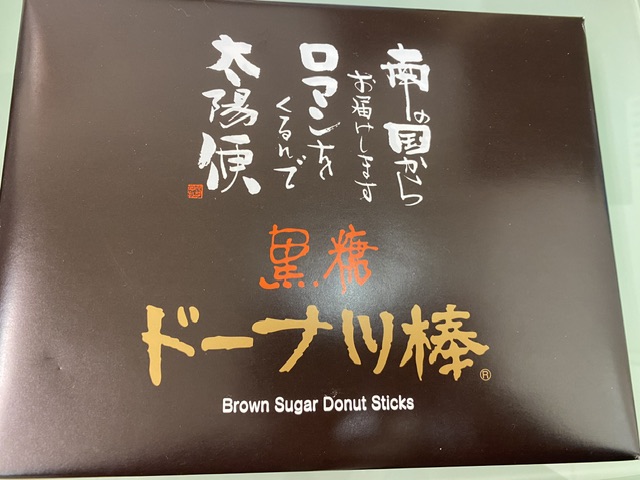 南の国から
お届けします
ロマンを
くるんで
太陽便
黒糖
ドーナツ棒®
Brown Sugar Donut Sticks